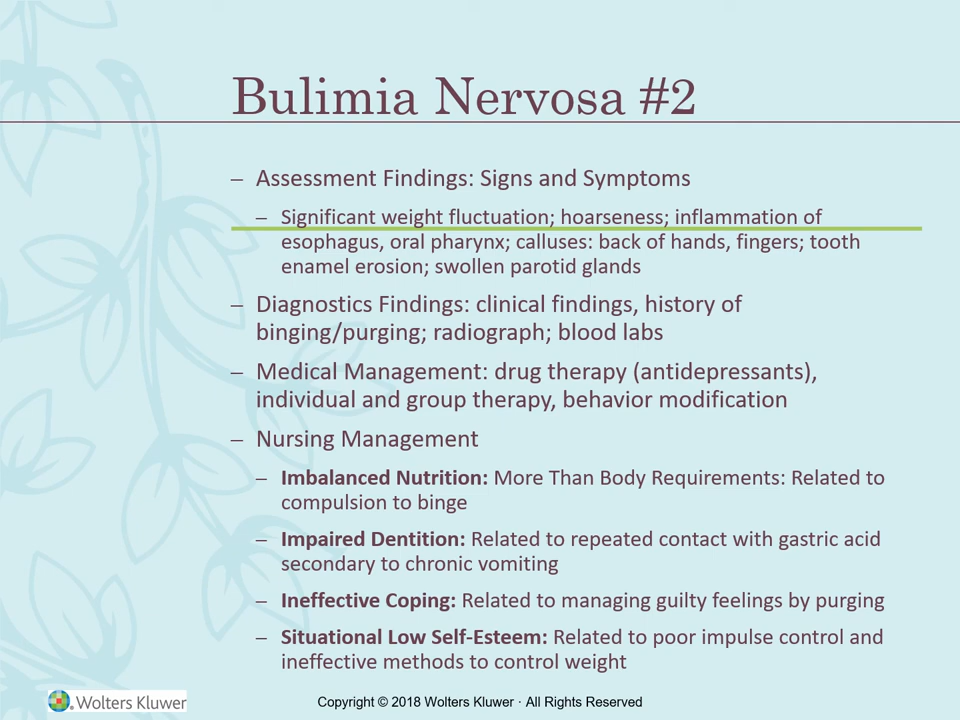 Bulimia Nervosa #2
– Assessment Findings: Signs and Symptoms
– Significant weight fluctuation; hoarseness; inflammation of
esophagus, oral pharynx; calluses: back of hands, fingers; tooth
enamel erosion; swollen parotid glands
– Diagnostics Findings: clinical findings, history of
binging/purging; radiograph; blood labs
– Medical Management: drug therapy (antidepressants),
individual and group therapy, behavior modification
– Nursing Management
– Imbalanced Nutrition: More Than Body Requirements: Related to
compulsion to binge
– Impaired Dentition: Related to repeated contact with gastric acid
secondary to chronic vomiting
– Ineffective Coping: Related to managing guilty feelings by purging
– Situational Low Self-Esteem: Related to poor impulse control and
ineffective methods to control weight
Wolters Kluwer
Copyright © 2018 Wolters Kluwer · All Rights Reserved